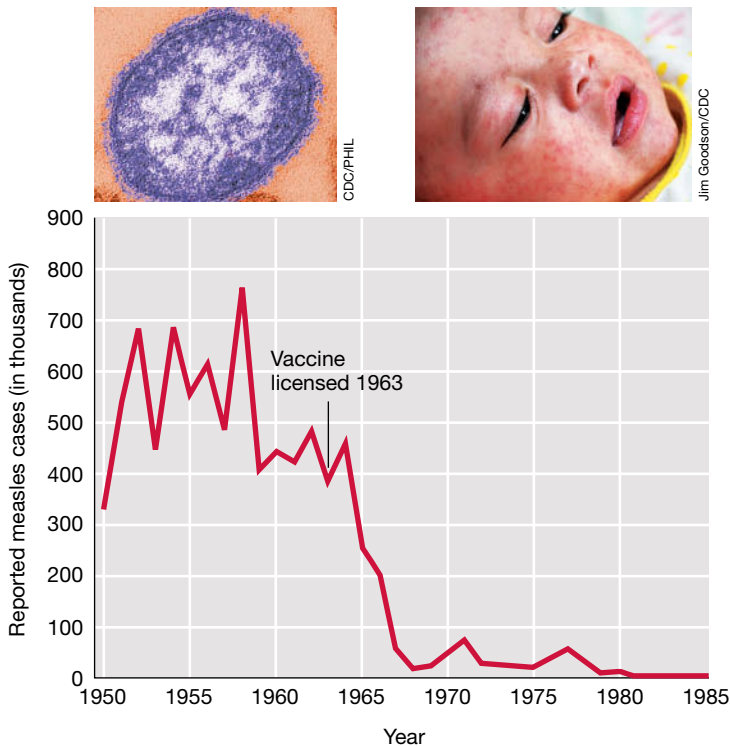 CDC/PHIL
Jim Goodson/CDC
Reported measles cases (in thousands)
900
800
700
600
500
400
300
200
100
0
Vaccine
licensed 1963
1950 1955 1960 1965 1970 1975 1980 1985
Year